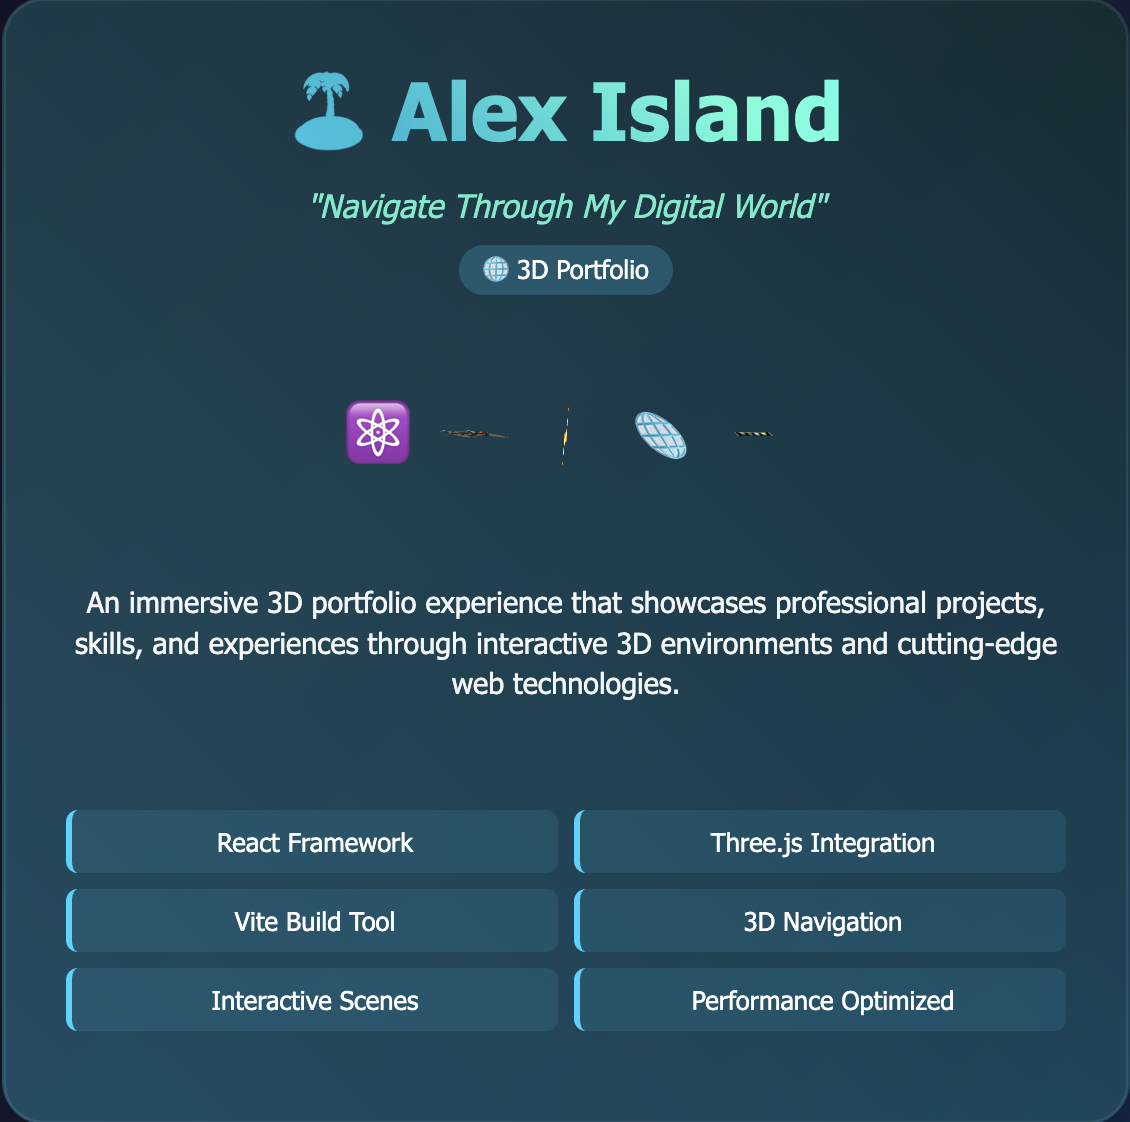 Alex Island
"Navigate Through My Digital World"
3D Portfolio
An immersive 3D portfolio experience that showcases professional projects,
skills, and experiences through interactive 3D environments and cutting-edge
web technologies.
React Framework
Three.js Integration
Vite Build Tool
3D Navigation
Interactive Scenes
Performance Optimized